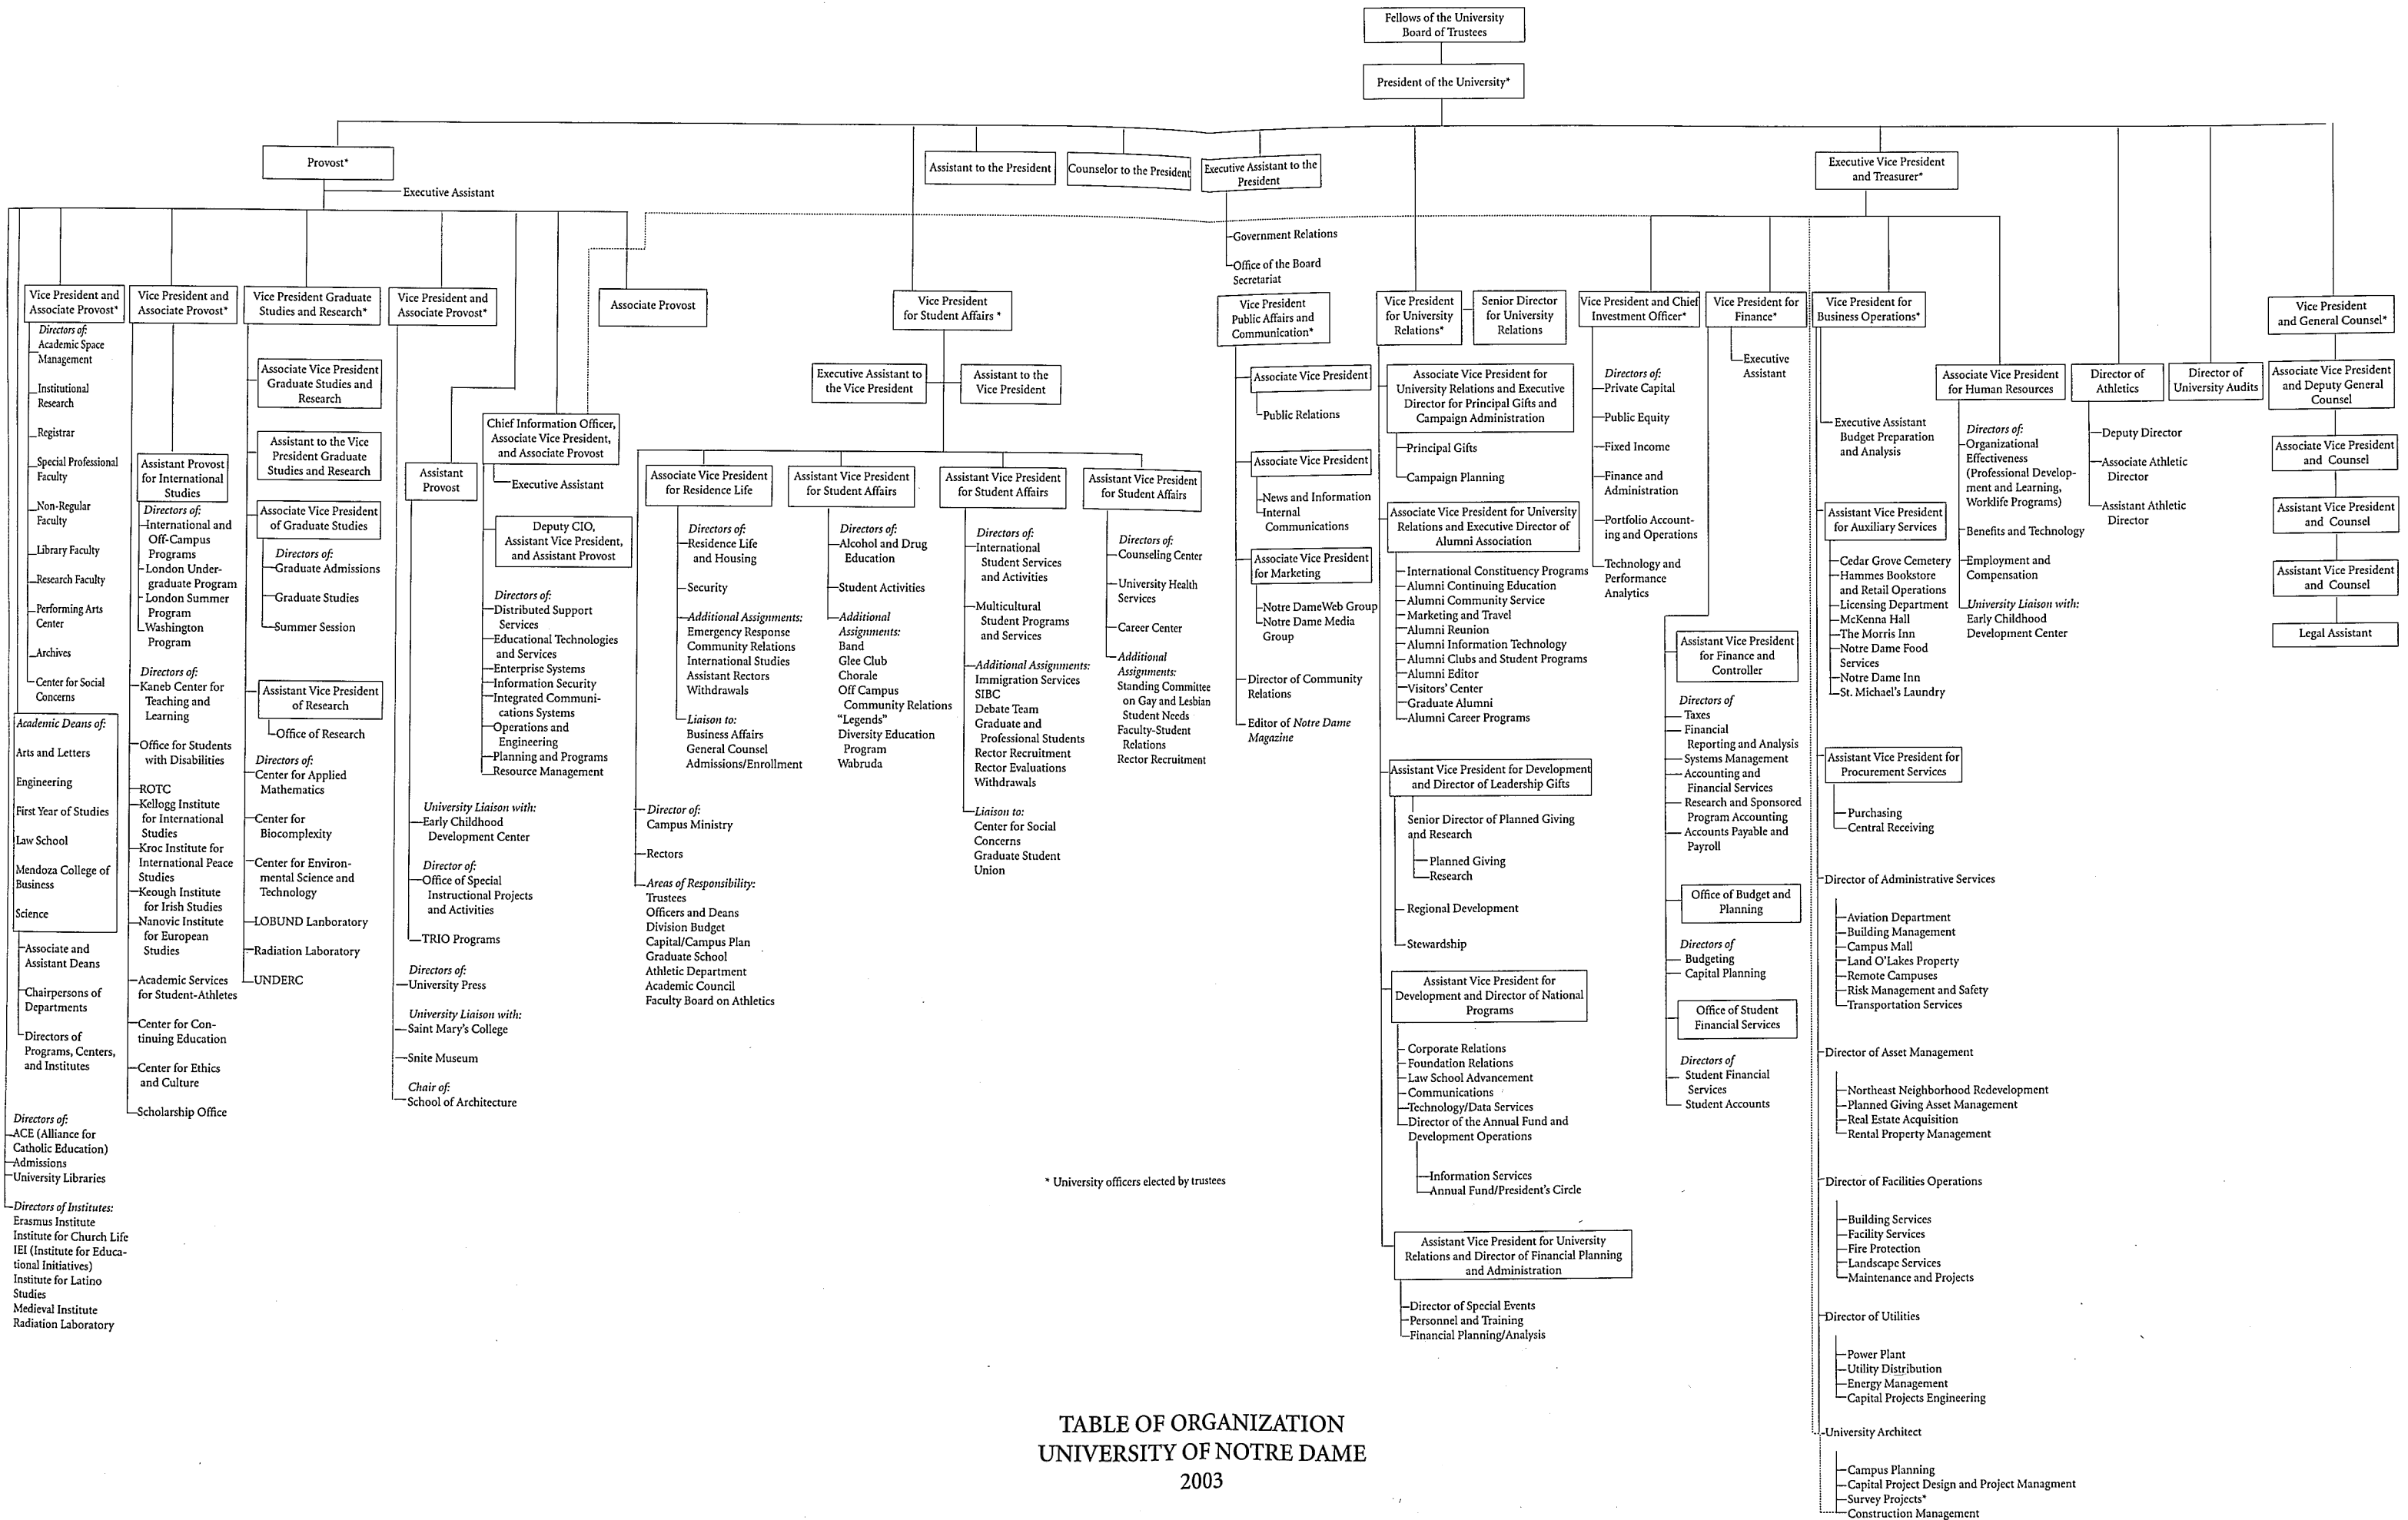 Fellows of the University
Board of Trustees
President of the University*
Provost*
Executive Assistant
Assistant to the President
Counselor to the President
Executive Assistant to the
President
Government Relations
Office of the Board
Secretariat
Executive Vice President
and Treasurer*
Vice President and
Associate Provost*
Directors of:
Academic Space
Management
Institutional
Research
Registrar
Special Professional
Faculty
Non-Regular
Faculty
Library Faculty
Research Faculty
Performing Arts
Center
Archives
Center for Social
Concerns
Academic Deans of:
Arts and Letters
Engineering
First Year of Studies
Law School
Mendoza College of
Business
Science
Associate and
Assistant Deans
Chairpersons of
Departments
Directors of
Programs, Centers,
and Institutes
Directors of:
ACE (Alliance for
Catholic Education)
Admissions
University Libraries
Directors of Institutes:
Erasmus Institute
Institute for Church Life
IEI (Institute for Educa-
tional Initiatives)
Institute for Latino
Studies
Medieval Institute
Radiation Laboratory
Vice President and
Associate Provost*
Assistant Provost
for International
Studies
Directors of:
International and
Off-Campus
Programs
London Under-
graduate Program
London Summer
Program
Washington
Program
Directors of:
Kaneb Center for
Teaching and
Learning
Office for Students
with Disabilities
ROTC
Kellogg Institute
for International
Studies
Kroc Institute for
International Peace
Studies
Keough Institute
for Irish Studies
Nanovic Institute
for European
Studies
Academic Services
for Student-Athletes
Center for Con-
tinuing Education
Center for Ethics
and Culture
Scholarship Office
Vice President Graduate
Studies and Research*
Associate Vice President
Graduate Studies and
Research
Assistant to the Vice
President Graduate
Studies and Research
Associate Vice President
of Graduate Studies
Directors of:
Graduate Admissions
Graduate Studies
Summer Session
Assistant Vice President
of Research
Office of Research
Directors of:
Center for Applied
Mathematics
Center for
Biocomplexity
Center for Environ-
mental Science and
Technology
LOBUND Lanboratory
Radiation Laboratory
UNDERC
Vice President and
Associate Provost*
Assistant
Provost
University Liaison with:
Early Childhood
Development Center
Director of:
Office of Special
Instructional Projects
and Activities
TRIO Programs
Directors of:
University Press
University Liaison with:
Saint Mary's College
Snite Museum
Chair of:
School of Architecture
Chief Information Officer,
Associate Vice President,
and Associate Provost
Executive Assistant
Deputy CIO,
Assistant Vice President,
and Assistant Provost
Directors of:
Distributed Support
Services
Educational Technologies
and Services
Enterprise Systems
Information Security
Integrated Communi-
cations Systems
Operations and
Engineering
Planning and Programs
Resource Management
Associate Provost
Vice President
for Student Affairs *
Executive Assistant to
the Vice President
Assistant to the
Vice President
Associate Vice President
for Residence Life
Directors of:
Residence Life
and Housing
Security
Additional Assignments:
Emergency Response
Community Relations
International Studies
Assistant Rectors
Withdrawals
Liaison to:
Business Affairs
General Counsel
Admissions/Enrollment
Director of:
Campus Ministry
Rectors
Areas of Responsibility:
Trustees
Officers and Deans
Division Budget
Capital/Campus Plan
Graduate School
Athletic Department
Academic Council
Faculty Board on Athletics
Assistant Vice President
for Student Affairs
Directors of:
Alcohol and Drug
Education
Student Activities
Additional
Assignments:
Band
Glee Club
Chorale
Off Campus
Community Relations
"Legends"
Diversity Education
Program
Wabruda
Assistant Vice President
for Student Affairs
Directors of:
International
Student Services
and Activities
Multicultural
Student Programs
and Services
Additional Assignments:
Immigration Services
SIBC
Debate Team
Graduate and
Professional Students
Rector Recruitment
Rector Evaluations
Withdrawals
Liaison to:
Center for Social
Concerns
Graduate Student
Union
Assistant Vice President
for Student Affairs
Directors of:
Counseling Center
University Health
Services
Career Center
Additional
Assignments:
Standing Committee
on Gay and Lesbian
Student Needs
Faculty-Student
Relations
Rector Recruitment
Vice President
Public Affairs and
Communication*
Associate Vice President
Public Relations
Associate Vice President
News and Information
Internal
Communications
Associate Vice President
for Marketing
Notre DameWeb Group
Notre Dame Media
Group
Director of Community
Relations
Editor of Notre Dame
Magazine
Vice President
for University
Relations*
Senior Director
for University
Relations
Associate Vice President for
University Relations and Executive
Director for Principal Gifts and
Campaign Administration
Principal Gifts
Campaign Planning
Associate Vice President for University
Relations and Executive Director of
Alumni Association
International Constituency Programs
Alumni Continuing Education
Alumni Community Service
Marketing and Travel
Alumni Reunion
Alumni Information Technology
Alumni Clubs and Student Programs
Alumni Editor
Visitors' Center
Graduate Alumni
Alumni Career Programs
Assistant Vice President for Development
and Director of Leadership Gifts
Senior Director of Planned Giving
and Research
Planned Giving
Research
Regional Development
Stewardship
Assistant Vice President for
Development and Director of National
Programs
Corporate Relations
Foundation Relations
Law School Advancement
Communications
Technology/Data Services
Director of the Annual Fund and
Development Operations
Information Services
Annual Fund/President's Circle
Assistant Vice President for University
Relations and Director of Financial Planning
and Administration
Director of Special Events
Personnel and Training
Financial Planning/Analysis
Vice President and Chief
Investment Officer*
Directors of:
Private Capital
Public Equity
Fixed Income
Finance and
Administration
Portfolio Account-
ing and Operations
Technology and
Performance
Analytics
Vice President for
Finance*
Executive
Assistant
Assistant Vice President
for Finance and
Controller
Directors of
Taxes
Financial
Reporting and Analysis
Systems Management
Accounting and
Financial Services
Research and Sponsored
Program Accounting
Accounts Payable and
Payroll
Office of Budget and
Planning
Directors of
Budgeting
Capital Planning
Office of Student
Financial Services
Directors of
Student Financial
Services
Student Accounts
Vice President for
Business Operations*
Executive Assistant
Budget Preparation
and Analysis
Assistant Vice President
for Auxiliary Services
Cedar Grove Cemetery
Hammes Bookstore
and Retail Operations
Licensing Department
McKenna Hall
The Morris Inn
Notre Dame Food
Services
Notre Dame Inn
St. Michael's Laundry
Assistant Vice President for
Procurement Services
Purchasing
Central Receiving
Director of Administrative Services
Aviation Department
Building Management
Campus Mall
Land O'Lakes Property
Remote Campuses
Risk Management and Safety
Transportation Services
Director of Asset Management
Northeast Neighborhood Redevelopment
Planned Giving Asset Management
Real Estate Acquisition
Rental Property Management
Director of Facilities Operations
Building Services
Facility Services
Fire Protection
Landscape Services
Maintenance and Projects
Director of Utilities
Power Plant
Utility Distribution
Energy Management
Capital Projects Engineering
University Architect
Campus Planning
Capital Project Design and Project Managment
Survey Projects*
Construction Management
Associate Vice President
for Human Resources
Directors of:
Organizational
Effectiveness
(Professional Develop-
ment and Learning,
Worklife Programs)
Benefits and Technology
Employment and
Compensation
University Liaison with:
Early Childhood
Development Center
Director of
Athletics
Deputy Director
Associate Athletic
Director
Assistant Athletic
Director
Director of
University Audits
Vice President
and General Counsel*
Associate Vice President
and Deputy General
Counsel
Associate Vice President
and Counsel
Assistant Vice President
and Counsel
Assistant Vice President
and Counsel
Legal Assistant
* University officers elected by trustees
TABLE OF ORGANIZATION
UNIVERSITY OF NOTRE DAME
2003